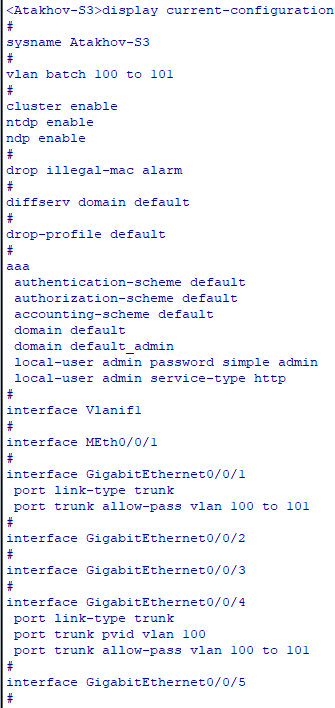 <Atakhov-S3>display current-configuration
#
sysname Atakhov-S3
#
vlan batch 100 to 101
#
cluster enable
ntdp enable
ndp enable
#
drop illegal-mac alarm
#
diffserv domain default
#
drop-profile default
#
aaa
 authentication-scheme default
 authorization-scheme default
 accounting-scheme default
 domain default
 domain default_admin
 local-user admin password simple admin
 local-user admin service-type http
#
interface Vlanif1
#
interface MEth0/0/1
#
interface GigabitEthernet0/0/1
 port link-type trunk
 port trunk allow-pass vlan 100 to 101
#
interface GigabitEthernet0/0/2
#
interface GigabitEthernet0/0/3
#
interface GigabitEthernet0/0/4
 port link-type trunk
 port trunk pvid vlan 100
 port trunk allow-pass vlan 100 to 101
#
interface GigabitEthernet0/0/5
#